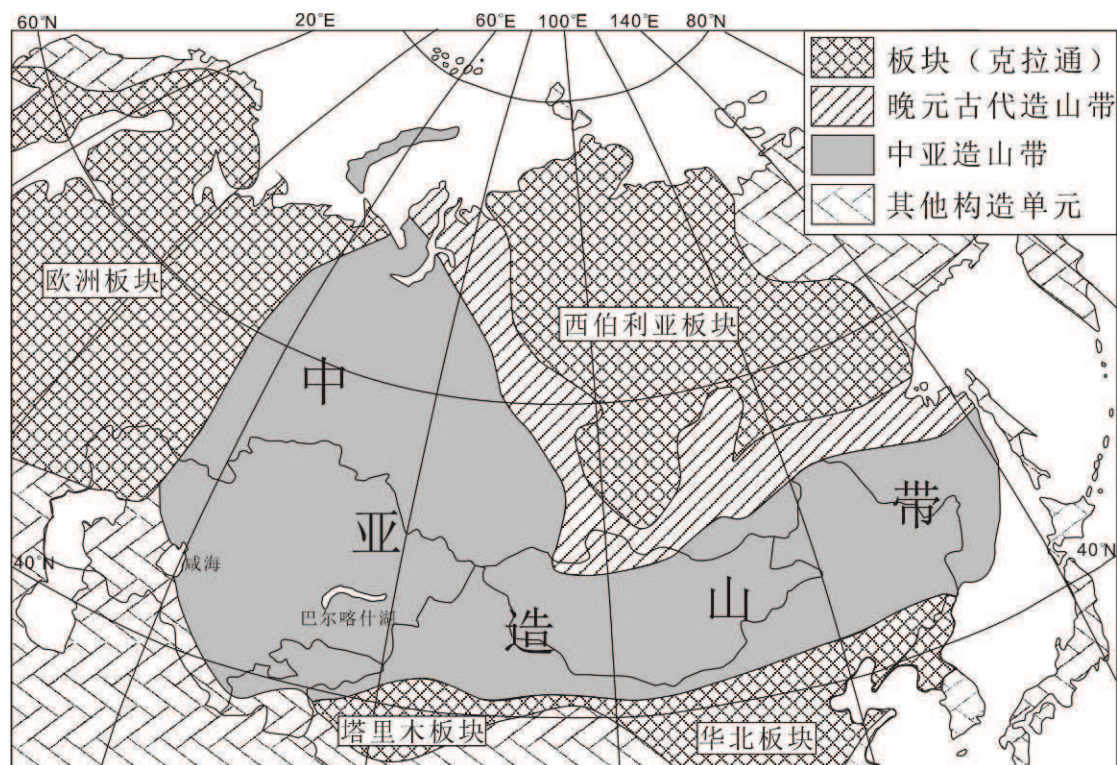 60°N 20°E 60°E 100°E 140°E 80°N
板块（克拉通）
晚元古代造山带
中亚造山带
其他构造单元
欧洲板块
西伯利亚板块
中
亚
造
山
带
40°N
咸海
40°N
巴尔喀什湖
塔里木板块
华北板块